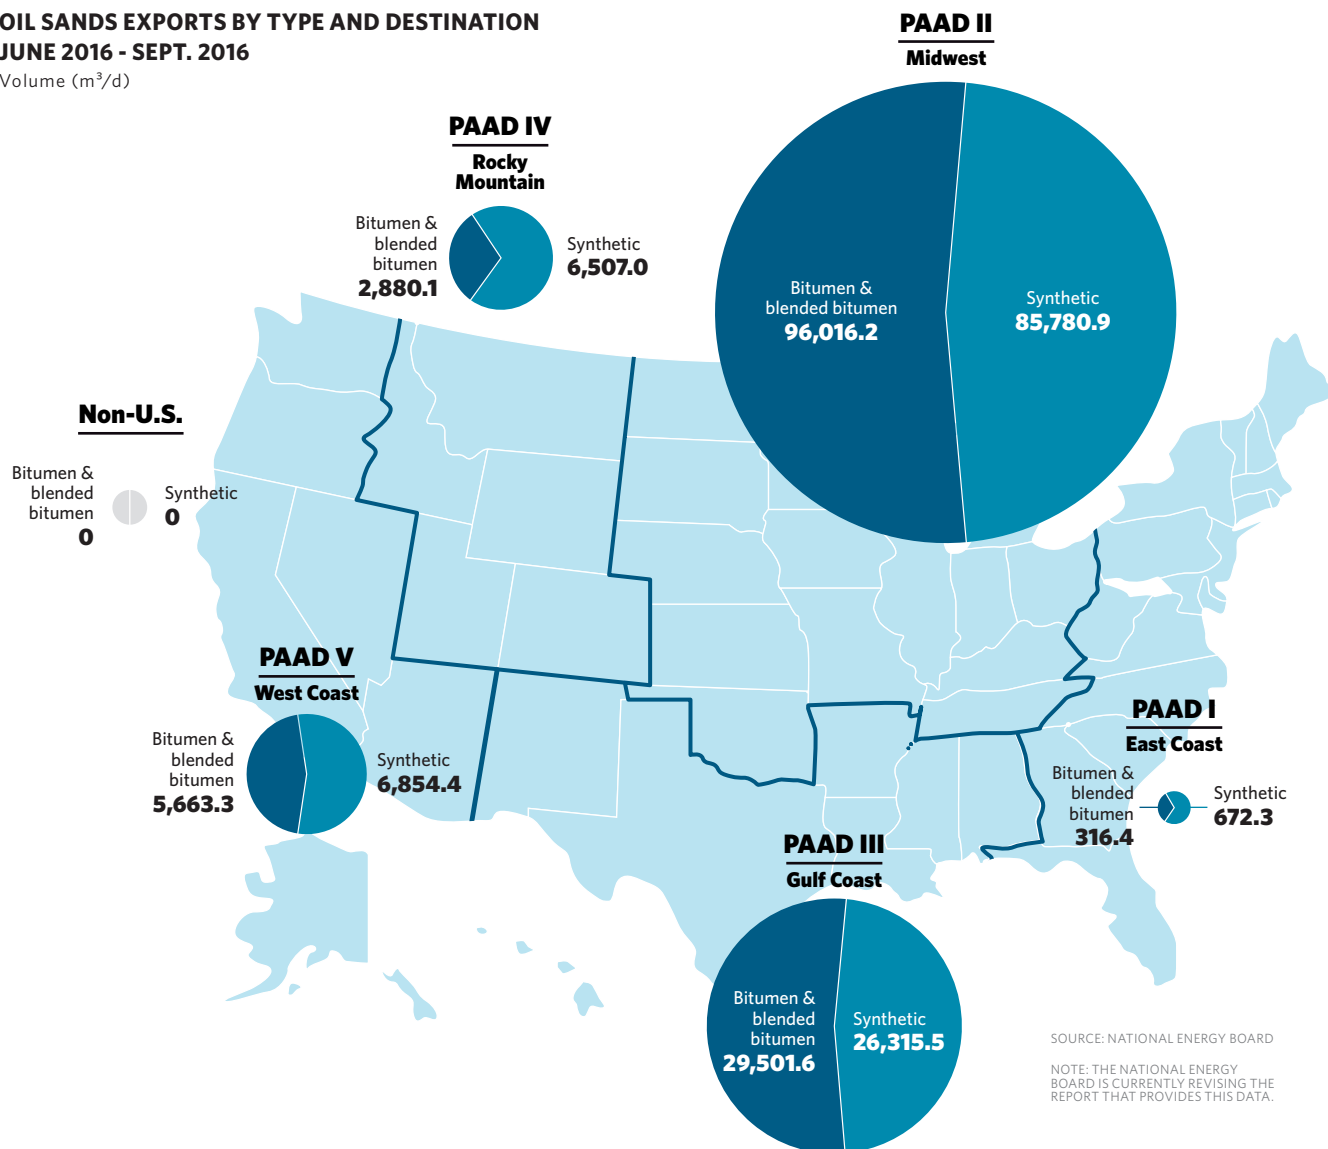 OIL SANDS EXPORTS BY TYPE AND DESTINATION
JUNE 2016 - SEPT. 2016
Volume (m³/d)
PAAD II
Midwest
Bitumen &
blended bitumen
96,016.2
Synthetic
85,780.9
PAAD IV
Rocky
Mountain
Bitumen &
blended
bitumen
2,880.1
Synthetic
6,507.0
Non-U.S.
Bitumen &
blended
bitumen
0
Synthetic
0
PAAD V
West Coast
Bitumen &
blended
bitumen
5,663.3
Synthetic
6,854.4
PAAD I
East Coast
Bitumen &
blended
bitumen
316.4
Synthetic
672.3
PAAD III
Gulf Coast
Bitumen &
blended
bitumen
29,501.6
Synthetic
26,315.5
SOURCE: NATIONAL ENERGY BOARD
NOTE: THE NATIONAL ENERGY
BOARD IS CURRENTLY REVISING THE
REPORT THAT PROVIDES THIS DATA.